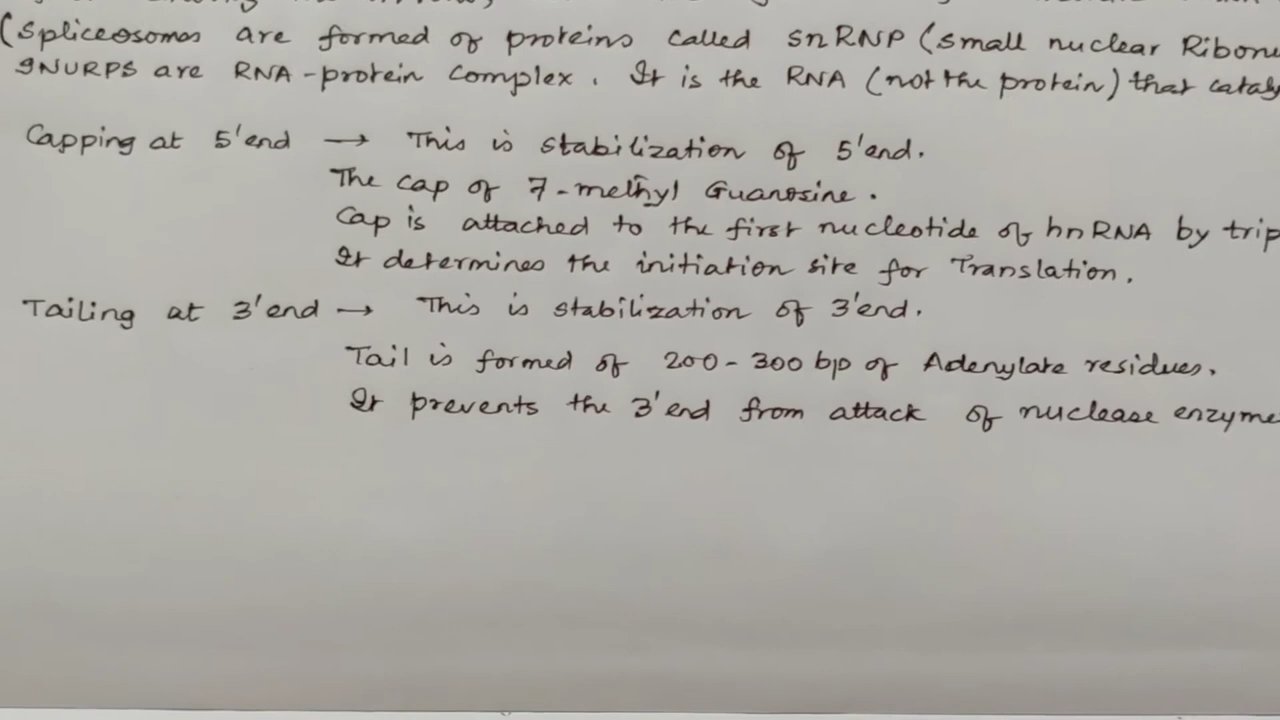 (Spliceosomes are formed of proteins called snRNP (small nuclear Ribon
SNURPS are RNA-protein complex. It is the RNA (not the protein) that cataly
Capping at 5'end → This is stabilization of 5'end.
The cap of 7-methyl Guanosine.
Cap is attached to the first nucleotide of hnRNA by trip
It determines the initiation site for Translation.
Tailing at 3'end → This is stabilization of 3'end.
Tail is formed of 200-300 bp of Adenylate residues.
It prevents the 3'end from attack of nuclease enzyme